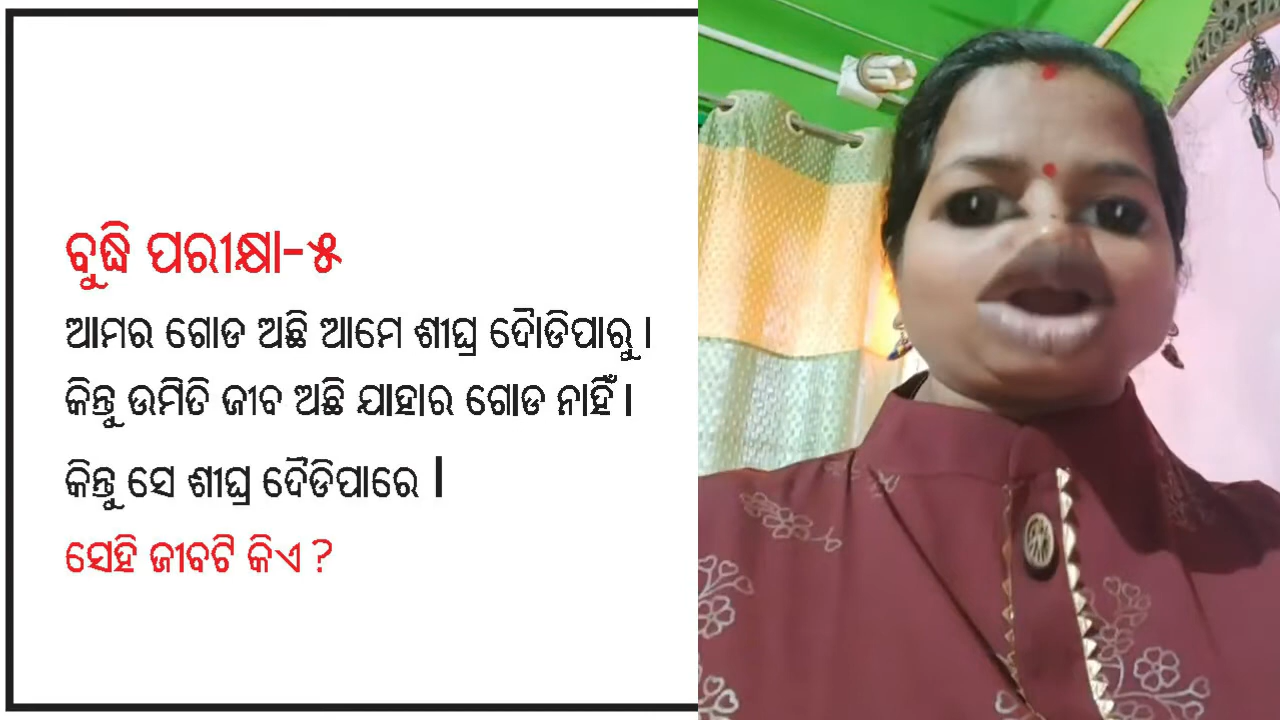 ବୁଦ୍ଧି ପରୀକ୍ଷା-୫
ଆମର ଗୋଡ ଅଛି ଆମେ ଶୀଘ୍ର ଦୌାଡିପାରୁ ।
କିନ୍ତୁ ଉମିତି ଜୀବ ଅଛି ଯାହାର ଗୋଡ ନାହିଁ ।
କିନ୍ତୁ ସେ ଶୀଘ୍ର ଦୈଡିପାରେ |
ସେହି ଜୀବଟି କିଏ ?